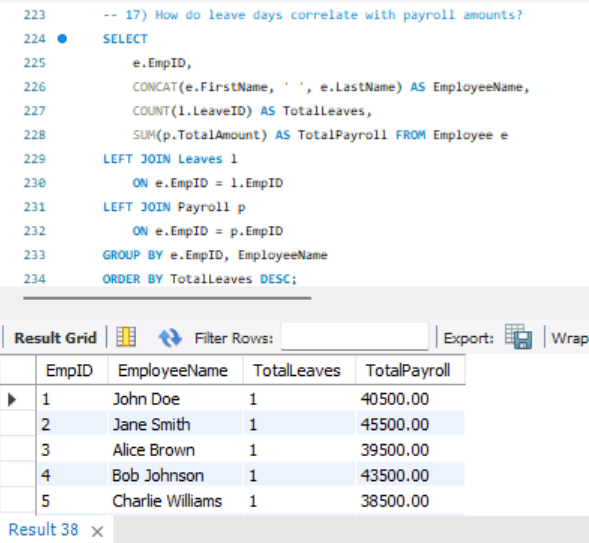 223 -- 17) How do leave days correlate with payroll amounts?
224 SELECT
225 e.EmpID,
226 CONCAT(e.FirstName, ' ', e.LastName) AS EmployeeName,
227 COUNT(l.LeaveID) AS TotalLeaves,
228 SUM(p.TotalAmount) AS TotalPayroll FROM Employee e
229 LEFT JOIN Leaves l
230 ON e.EmpID = l.EmpID
231 LEFT JOIN Payroll p
232 ON e.EmpID = p.EmpID
233 GROUP BY e.EmpID, EmployeeName
234 ORDER BY TotalLeaves DESC;
Result Grid Filter Rows: Export: Wrap
EmpID EmployeeName TotalLeaves TotalPayroll
1 John Doe 1 40500.00
2 Jane Smith 1 45500.00
3 Alice Brown 1 39500.00
4 Bob Johnson 1 43500.00
5 Charlie Williams 1 38500.00
Result 38 ×